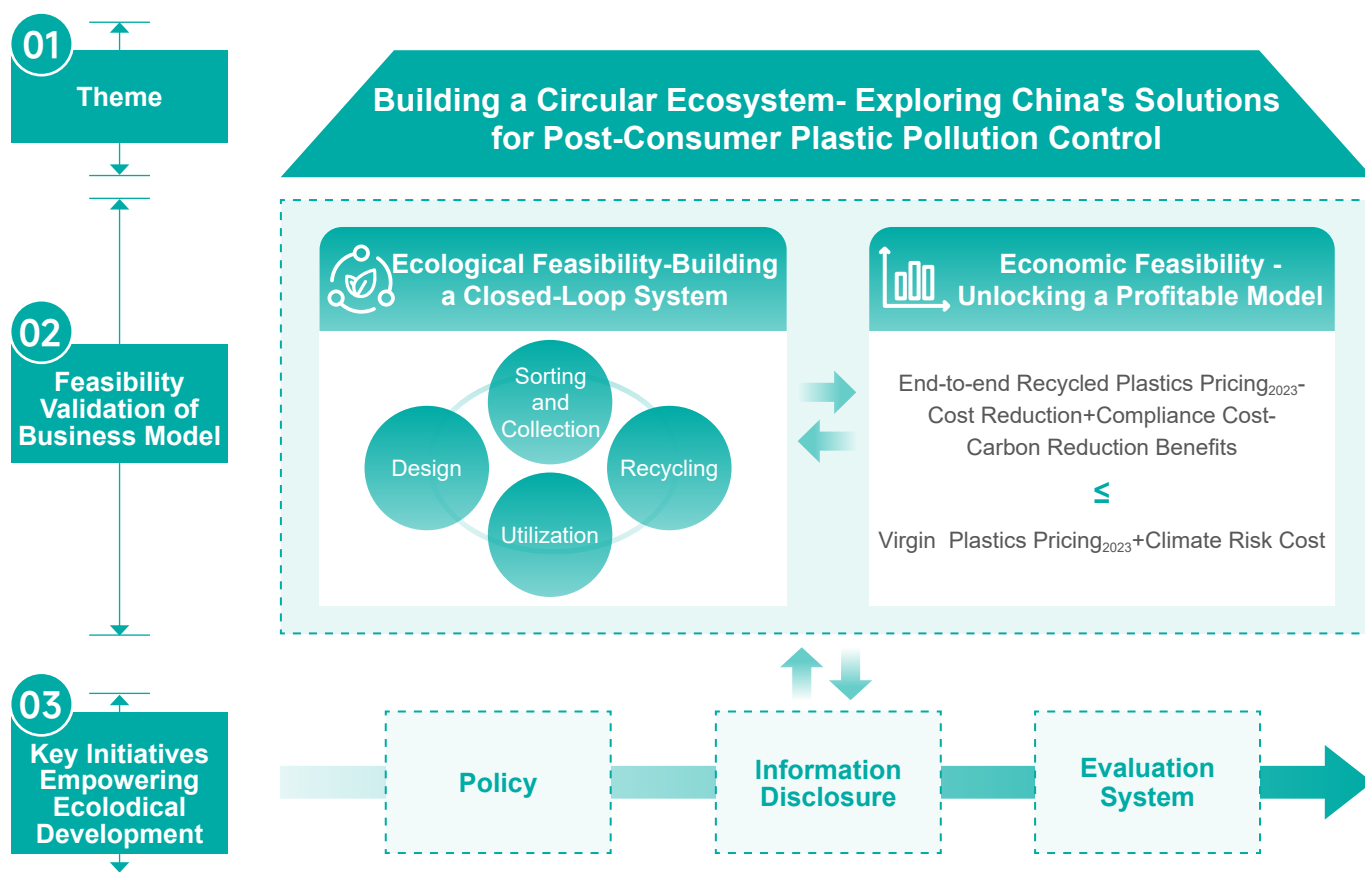 01
Theme
Building a Circular Ecosystem- Exploring China's Solutions
for Post-Consumer Plastic Pollution Control
02
Feasibility
Validation of
Business Model
Ecological Feasibility-Building
a Closed-Loop System
Sorting
and
Collection
Design
Recycling
Utilization
Economic Feasibility -
Unlocking a Profitable Model
End-to-end Recycled Plastics Pricing2023-
Cost Reduction+Compliance Cost-
Carbon Reduction Benefits
≤
Virgin Plastics Pricing2023+Climate Risk Cost
03
Key Initiatives
Empowering
Ecolodical
Development
Policy
Information
Disclosure
Evaluation
System